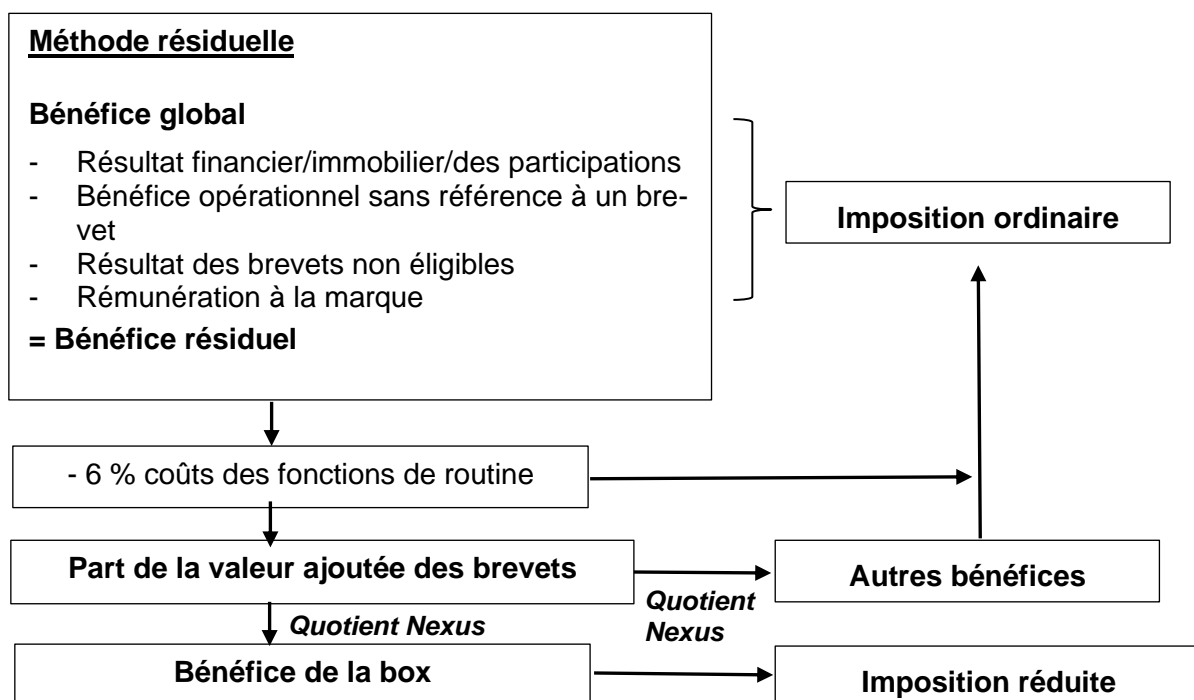 Méthode résiduelle
Bénéfice global
- Résultat financier/immobilier/des participations
- Bénéfice opérationnel sans référence à un bre-
vet
- Résultat des brevets non éligibles
- Rémunération à la marque
= Bénéfice résiduel
Imposition ordinaire
- 6 % coûts des fonctions de routine
Part de la valeur ajoutée des brevets
Autres bénéfices
Quotient Nexus
Quotient
Nexus
Bénéfice de la box
Imposition réduite